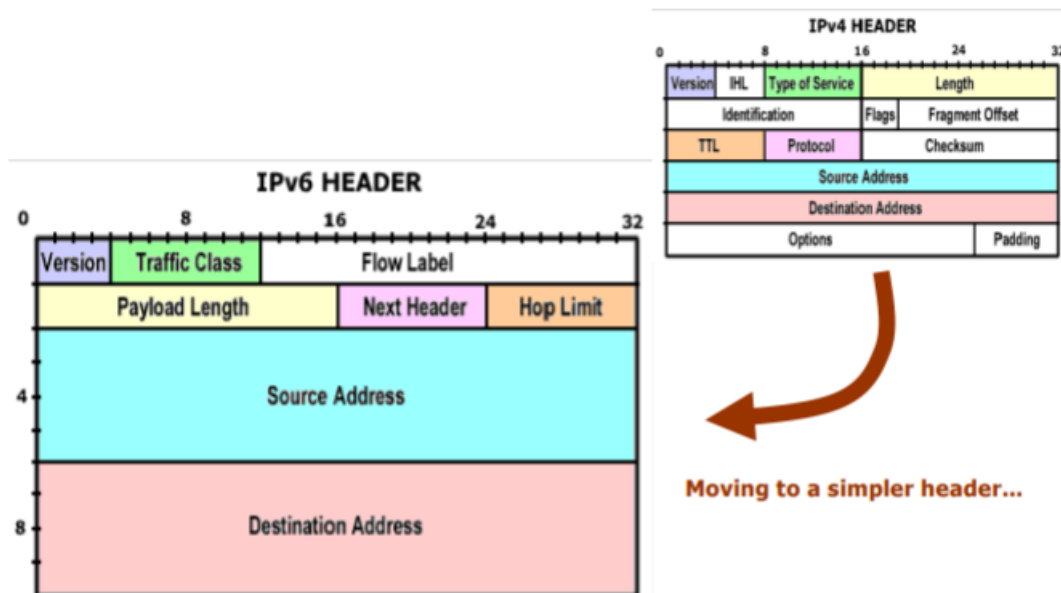 IPv4 HEADER
0 8 16 24 32
Version IHL Type of Service Length
Identification Flags Fragment Offset
TTL Protocol Checksum
Source Address
Destination Address
Options Padding
IPv6 HEADER
0 8 16 24 32
Version Traffic Class Flow Label
Payload Length Next Header Hop Limit
4 Source Address
8 Destination Address
Moving to a simpler header...